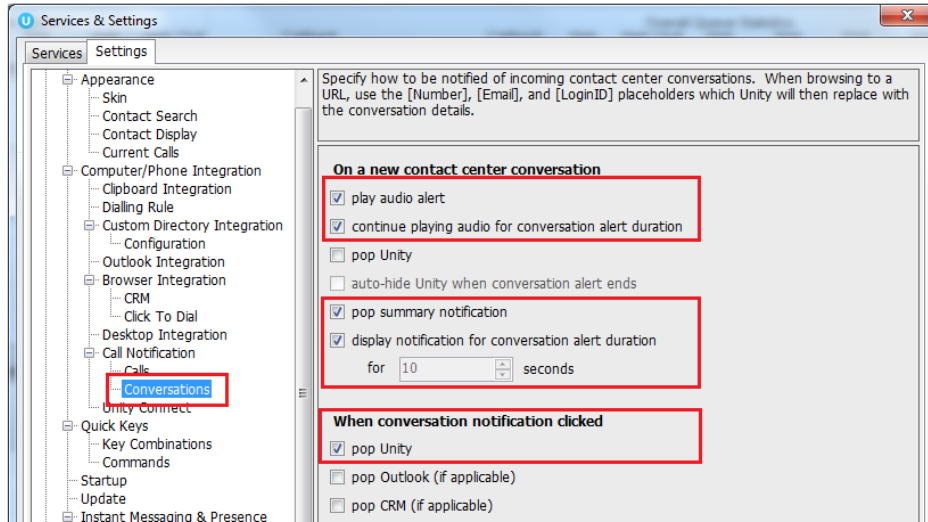 Services & Settings
Services
Settings
Appearance
Skin
Contact Search
Contact Display
Current Calls
Computer/Phone Integration
Clipboard Integration
Dialling Rule
Custom Directory Integration
Configuration
Outlook Integration
Browser Integration
CRM
Click To Dial
Desktop Integration
Call Notification
Calls
Conversations
Unity Connect
Quick Keys
Key Combinations
Commands
Startup
Update
Instant Messaging & Presence
Specify how to be notified of incoming contact center conversations. When browsing to a
URL, use the [Number], [Email], and [LoginID] placeholders which Unity will then replace with
the conversation details.
On a new contact center conversation
play audio alert
continue playing audio for conversation alert duration
pop Unity
auto-hide Unity when conversation alert ends
pop summary notification
display notification for conversation alert duration
for 10 seconds
When conversation notification clicked
pop Unity
pop Outlook (if applicable)
pop CRM (if applicable)